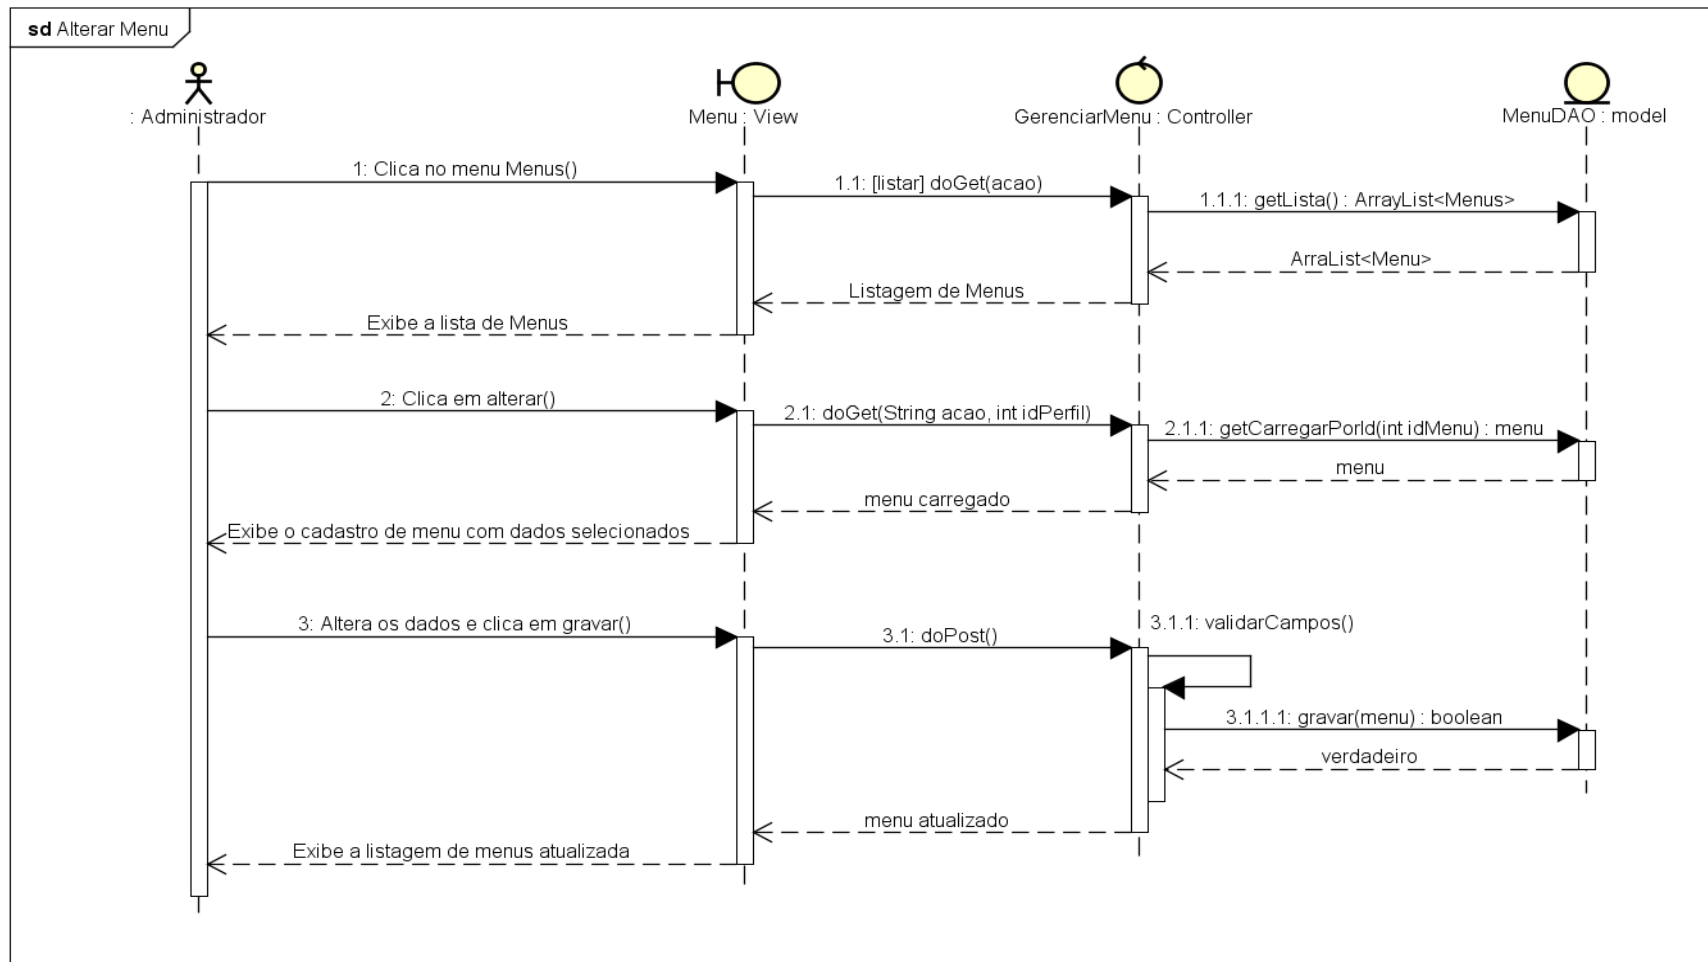 sd Alterar Menu
: Administrador
Menu : View
GerenciarMenu : Controller
MenuDAO : model
1: Clica no menu Menus()
1.1: [listar] doGet(acao)
1.1.1: getLista() : ArrayList<Menus>
ArraList<Menu>
Listagem de Menus
Exibe a lista de Menus
2: Clica em alterar()
2.1: doGet(String acao, int idPerfil)
2.1.1: getCarregarPorId(int idMenu) : menu
menu
menu carregado
Exibe o cadastro de menu com dados selecionados
3: Altera os dados e clica em gravar()
3.1: doPost()
3.1.1: validarCampos()
3.1.1.1: gravar(menu) : boolean
verdadeiro
menu atualizado
Exibe a listagem de menus atualizada